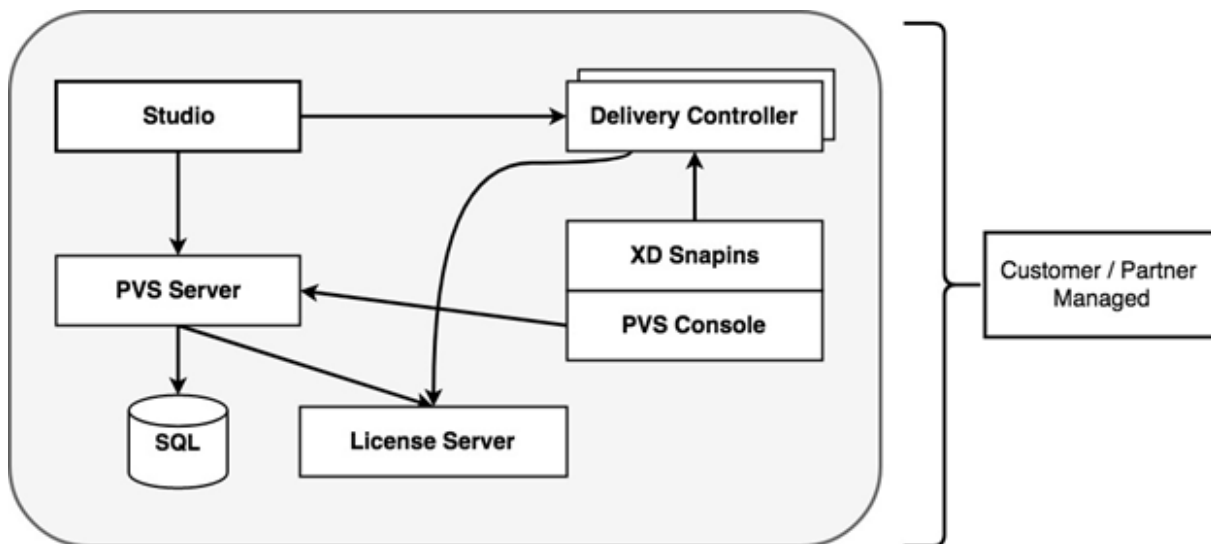 Studio
Delivery Controller
XD Snapins
PVS Server
PVS Console
Customer / Partner
Managed
SQL
License Server